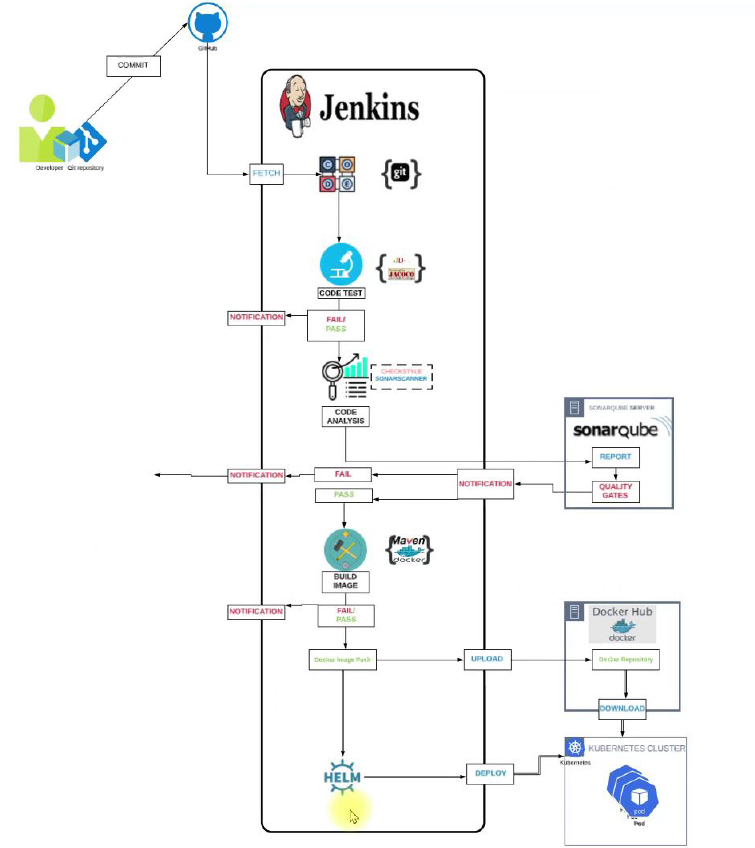 GitHub
COMMIT
Developer
Git repository
Jenkins
FETCH
C O
D E
{git}
JU
JACOCO
CODE TEST
NOTIFICATION
FAIL/
PASS
CHECKSTYLE
SONARSCANNER
CODE
ANALYSIS
SONARQUBE SERVER
sonarqube
REPORT
QUALITY
GATES
NOTIFICATION
FAIL
NOTIFICATION
PASS
Maven
docker
BUILD
IMAGE
NOTIFICATION
FAIL/
PASS
Docker Hub
docker
Docker Image Push
UPLOAD
Docker Repository
DOWNLOAD
KUBERNETES CLUSTER
Kubernetes
HELM
DEPLOY
pod
Pod